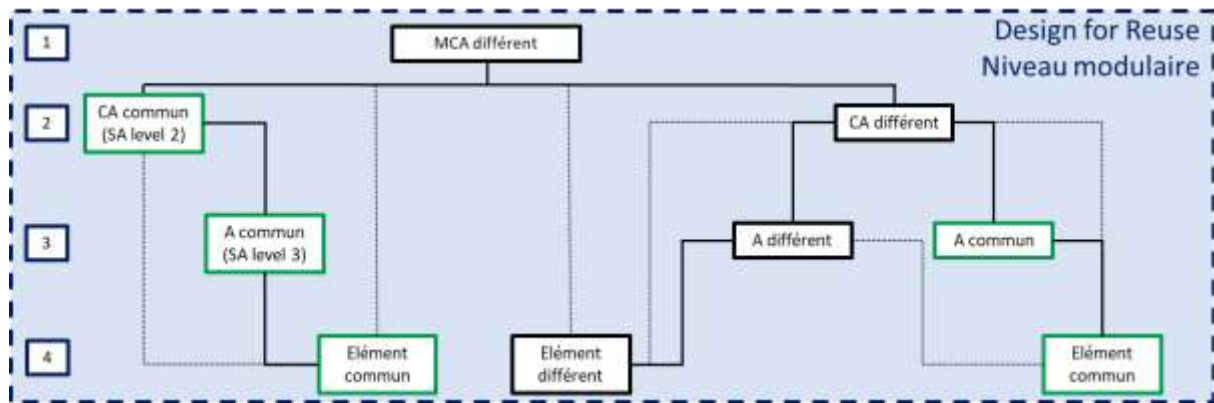 Design for Reuse
Niveau modulaire
1
MCA différent
2
CA commun
(SA level 2)
CA différent
3
A commun
(SA level 3)
A différent
A commun
4
Elément
commun
Elément
différent
Elément
commun